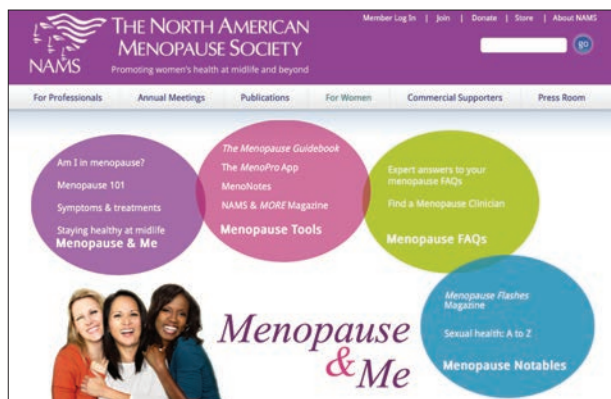 Member Log In | Join | Donate | Store | About NAMS
THE NORTH AMERICAN
MENOPAUSE SOCIETY
NAMS
Promoting women's health at midlife and beyond
go
For Professionals
Annual Meetings
Publications
For Women
Commercial Supporters
Press Room
Am I in menopause?
Menopause 101
Symptoms & treatments
Staying healthy at midlife
Menopause & Me
The Menopause Guidebook
The MenoPro App
MenoNotes
NAMS & MORE Magazine
Menopause Tools
Expert answers to your
menopause FAQs
Find a Menopause Clinician
Menopause FAQs
Menopause Flashes
Magazine
Sexual health: A to Z
Menopause Notables
Menopause
& Me